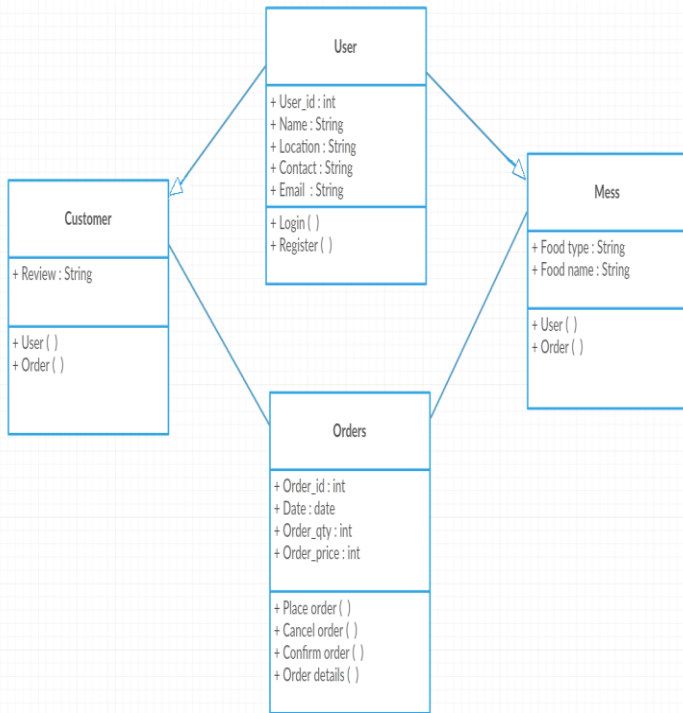 User
+ User_id : int
+ Name : String
+ Location : String
+ Contact : String
+ Email : String
+ Login ( )
+ Register ( )
Customer
+ Review : String
+ User ( )
+ Order ( )
Mess
+ Food type : String
+ Food name : String
+ User ( )
+ Order ( )
Orders
+ Order_id : int
+ Date : date
+ Order_qty : int
+ Order_price : int
+ Place order ( )
+ Cancel order ( )
+ Confirm order ( )
+ Order details ( )